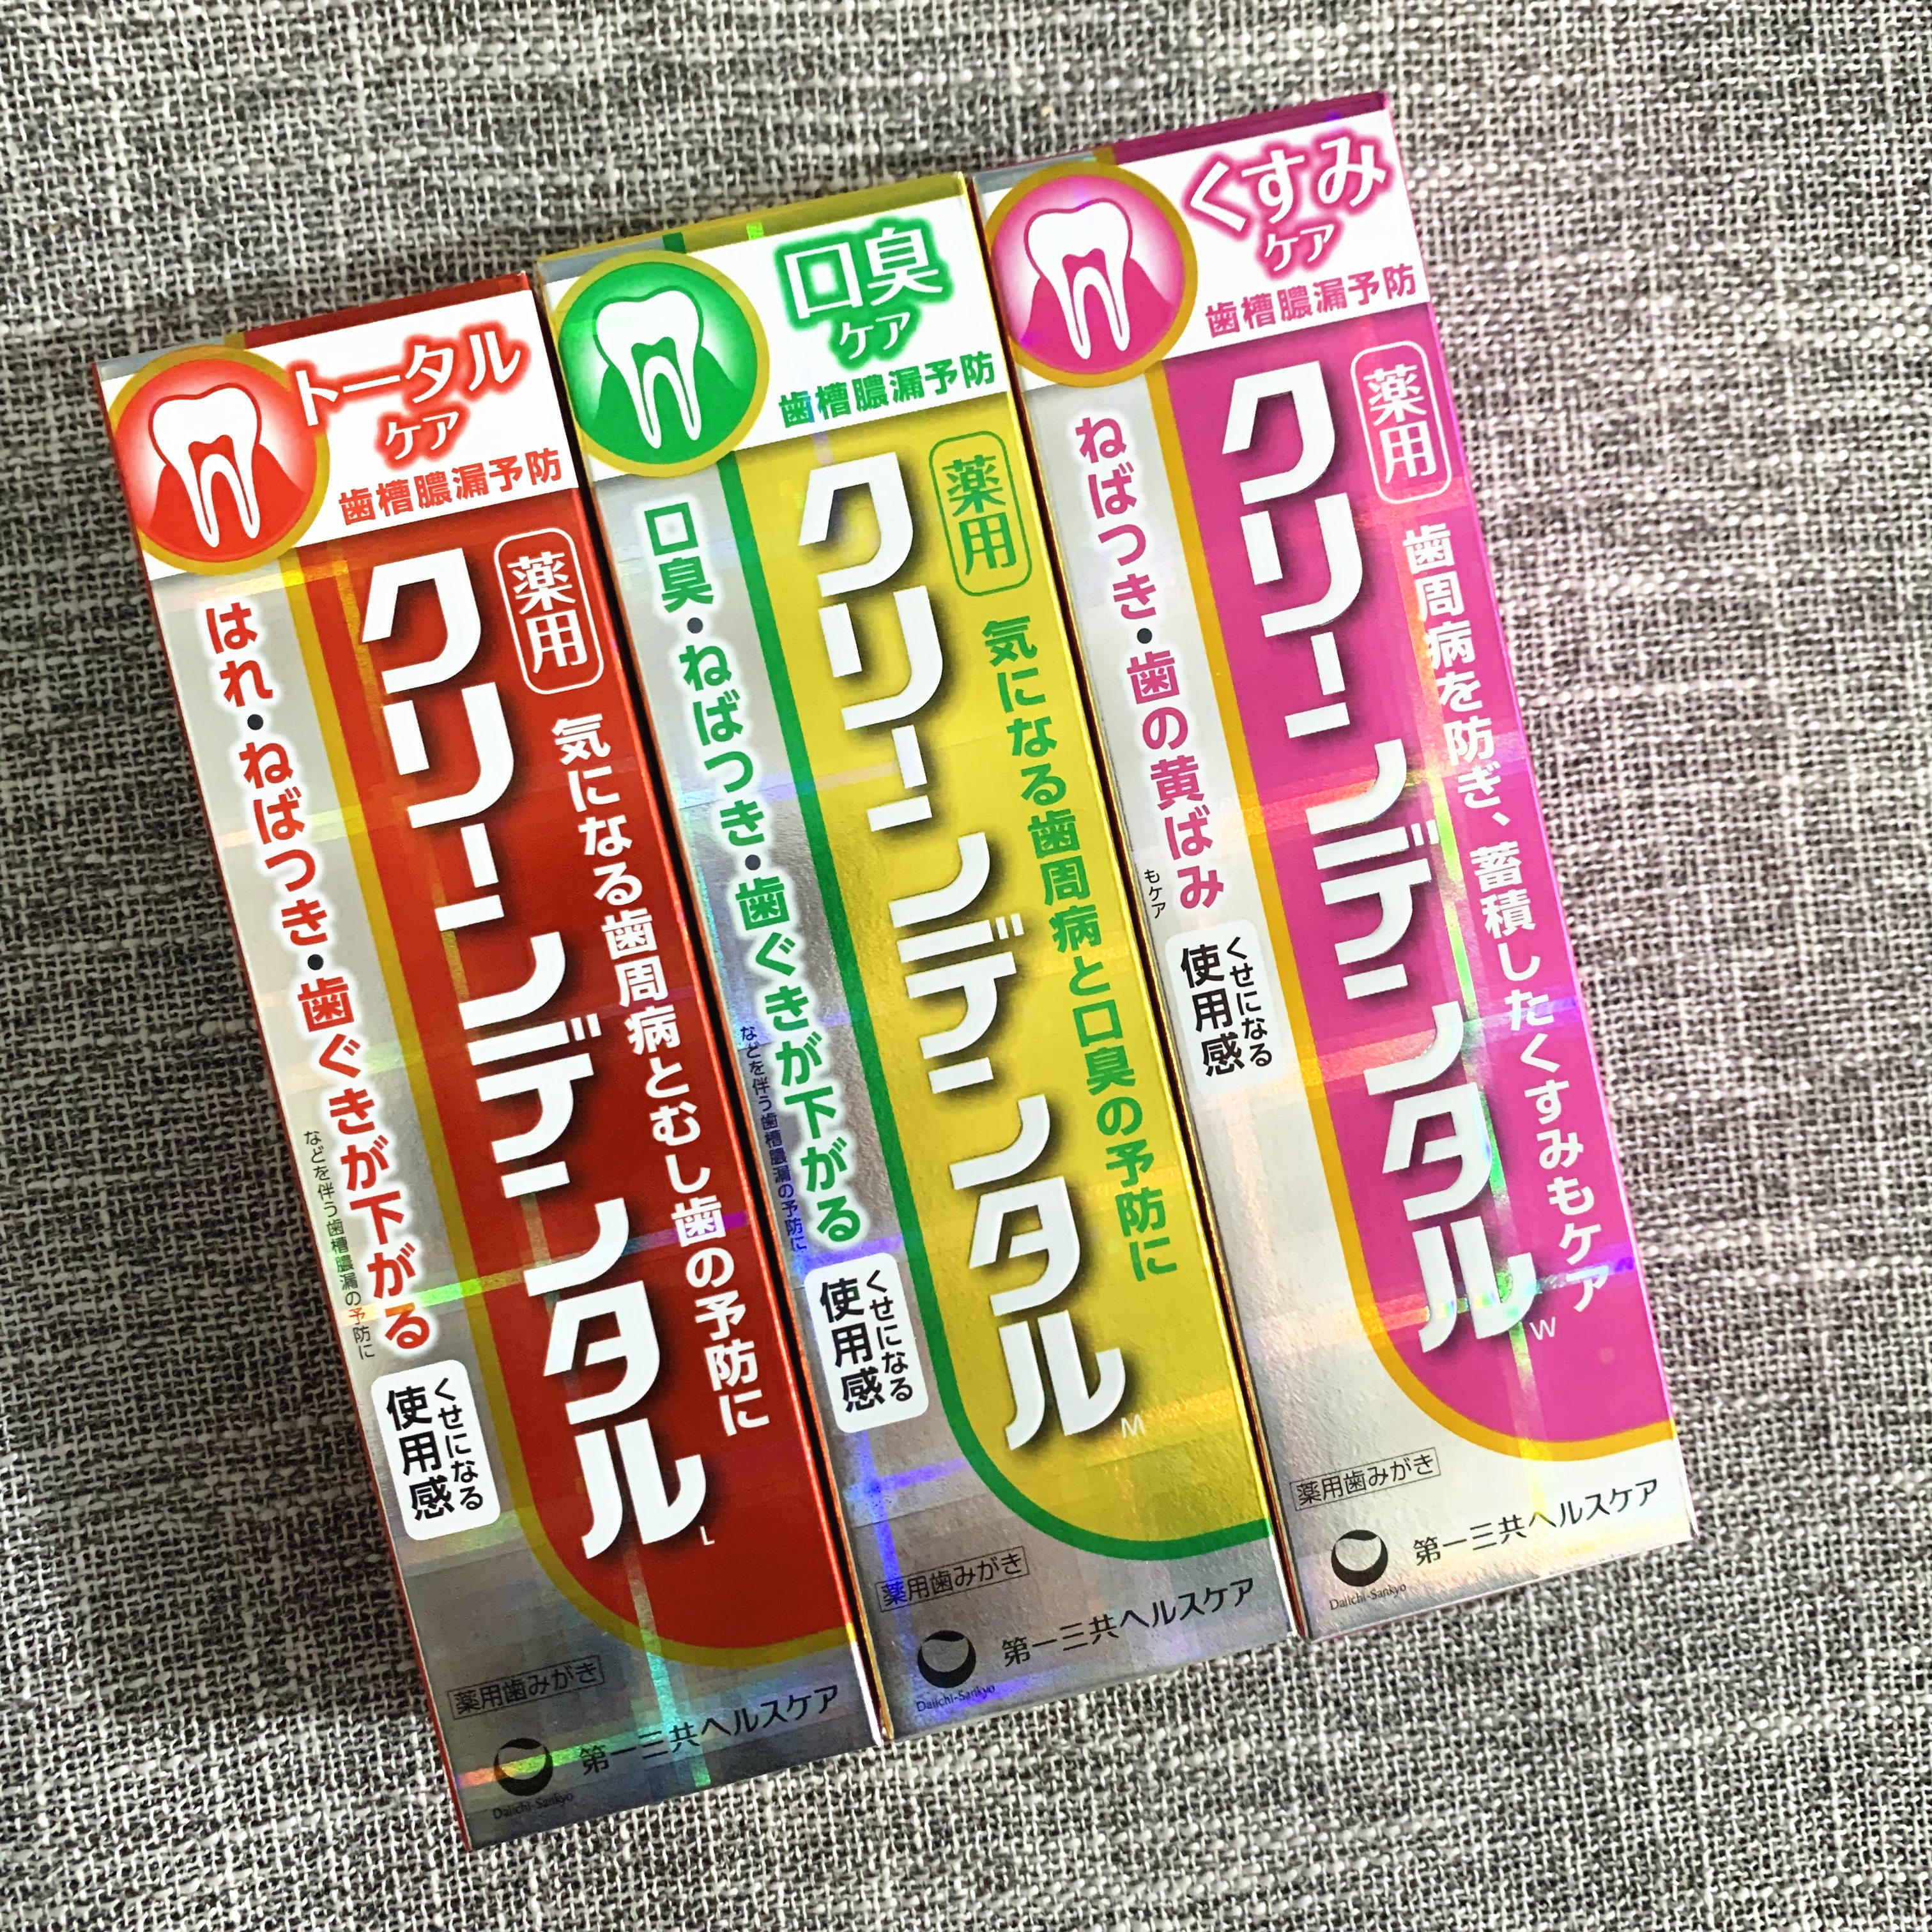 トータル
ケア
歯槽膿漏予防
薬用
クリーンデンタル
L
気になる歯周病とむし歯の予防に
はれ・ねばつき・歯ぐきが下がる
などを伴う歯槽膿漏の予防に
くせになる
使用感
薬用歯みがき
第一三共ヘルスケア
Daiichi-Sankyo
口臭
ケア
歯槽膿漏予防
薬用
クリーンデンタル
M
気になる歯周病と口臭の予防に
口臭・ねばつき・歯ぐきが下がる
などを伴う歯槽膿漏の予防に
くせになる
使用感
薬用歯みがき
第一三共ヘルスケア
Daiichi-Sankyo
くすみ
ケア
歯槽膿漏予防
薬用
クリーンデンタル
W
歯周病を防ぎ、蓄積したくすみもケア
ねばつき・歯の黄ばみ
もケア
くせになる
使用感
薬用歯みがき
第一三共ヘルスケア
Daiichi-Sankyo